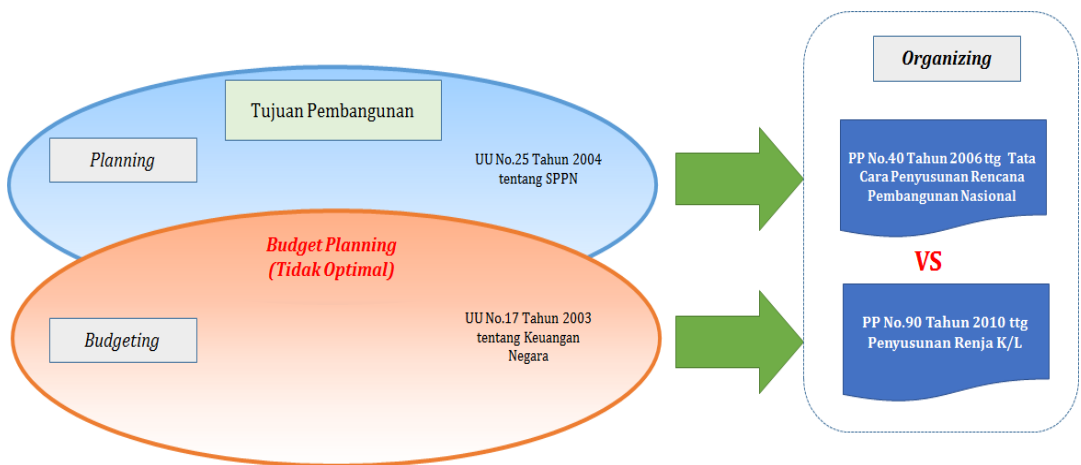 Tujuan Pembangunan
Planning
UU No.25 Tahun 2004
tentang SPPN
Budget Planning
(Tidak Optimal)
Budgeting
UU No.17 Tahun 2003
tentang Keuangan
Negara
Organizing
PP No.40 Tahun 2006 ttg Tata
Cara Penyusunan Rencana
Pembangunan Nasional
VS
PP No.90 Tahun 2010 ttg
Penyusunan Renja K/L